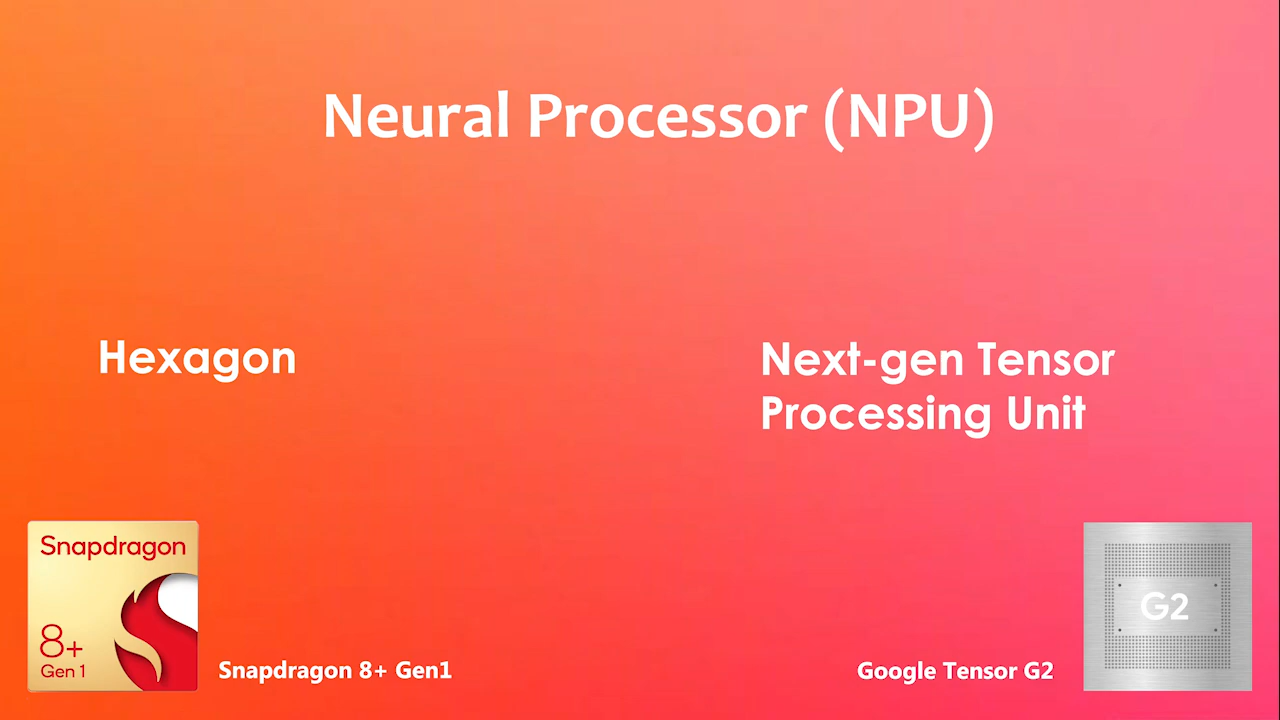 Neural Processor (NPU)
Hexagon
Next-gen Tensor
Processing Unit
Snapdragon
8+
Gen 1
Snapdragon 8+ Gen1
Google Tensor G2
G2